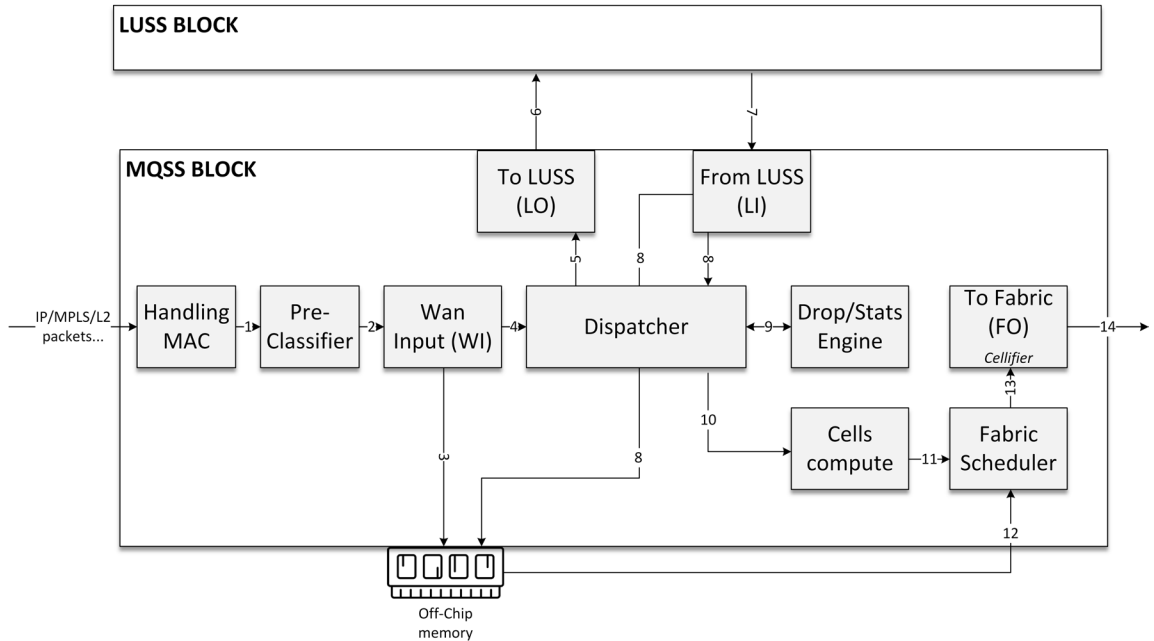 LUSS BLOCK
6
7
MQSS BLOCK
To LUSS
(LO)
From LUSS
(LI)
5
8
8
IP/MPLS/L2
packets...
Handling
MAC
1
Pre-
Classifier
2
Wan
Input (WI)
4
Dispatcher
9
Drop/Stats
Engine
To Fabric
(FO)
Cellifier
14
3
8
10
13
Cells
compute
11
Fabric
Scheduler
12
Off-Chip
memory